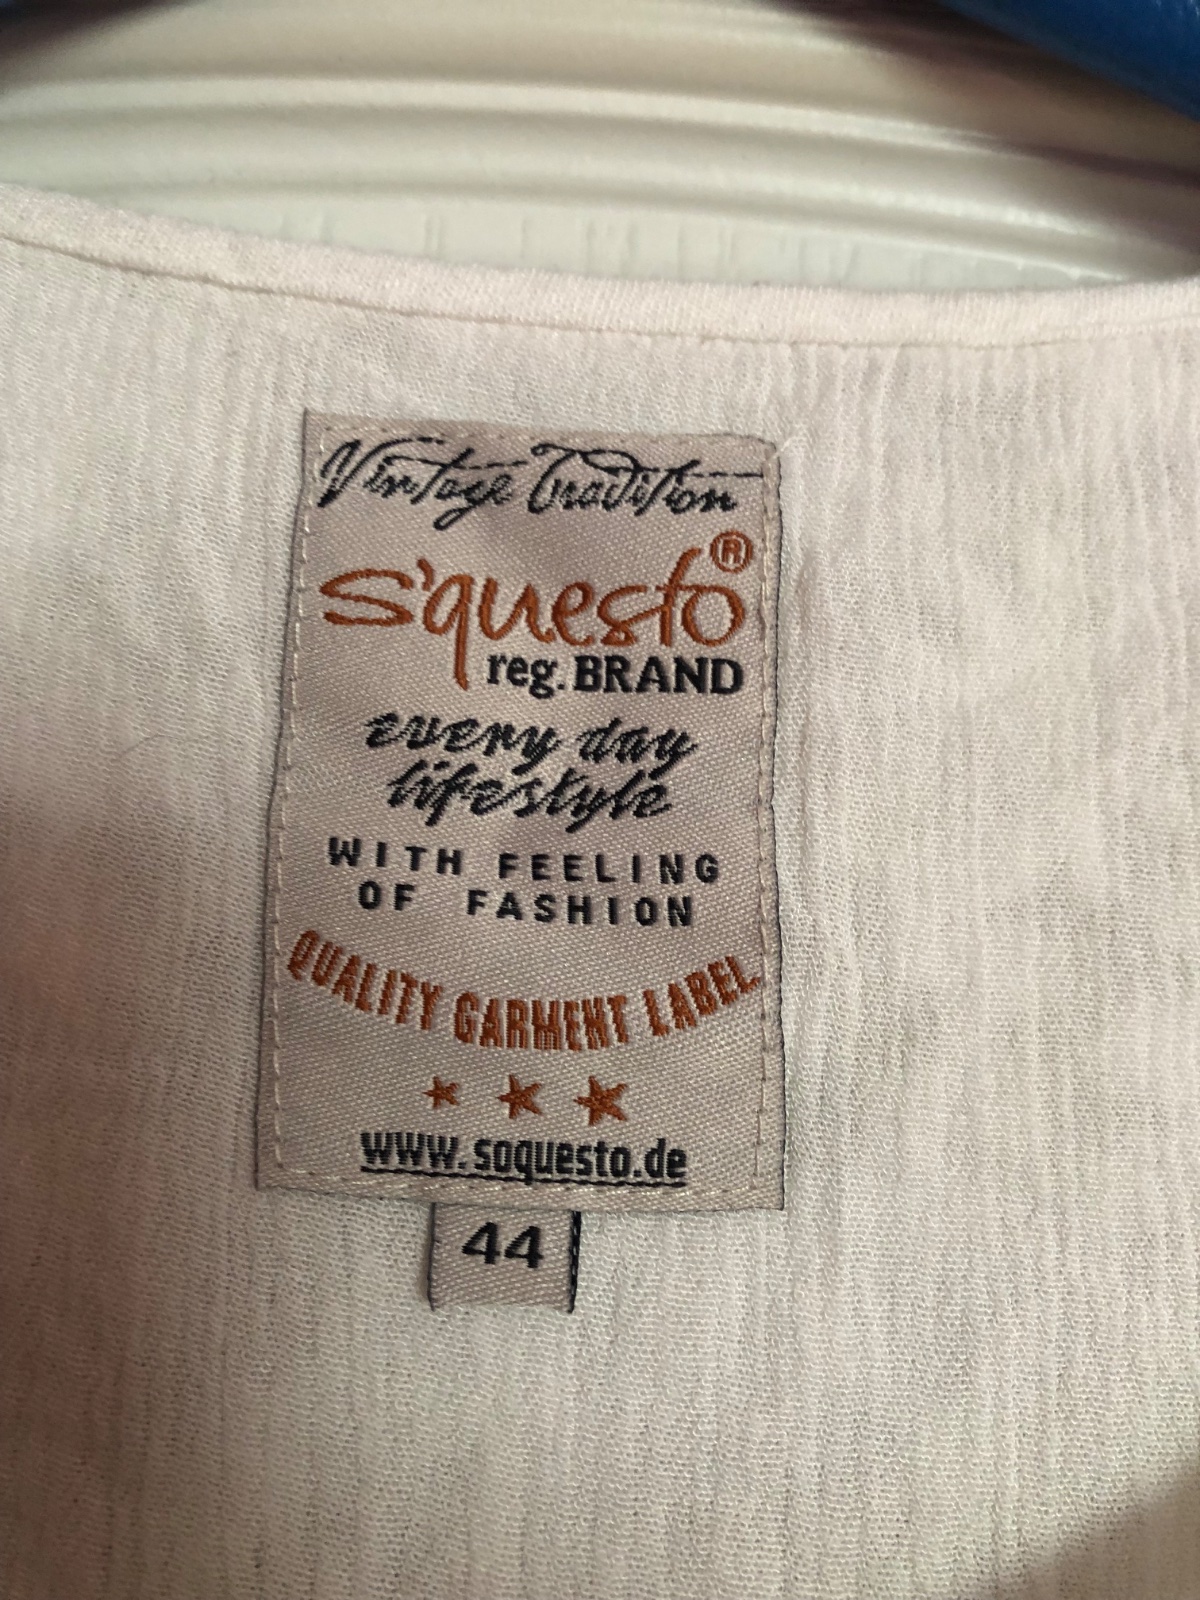 Vintage Tradition
s'questo®
reg. BRAND
every day
lifestyle
WITH FEELING
OF FASHION
QUALITY GARMENT LABEL
www.soquesto.de
44